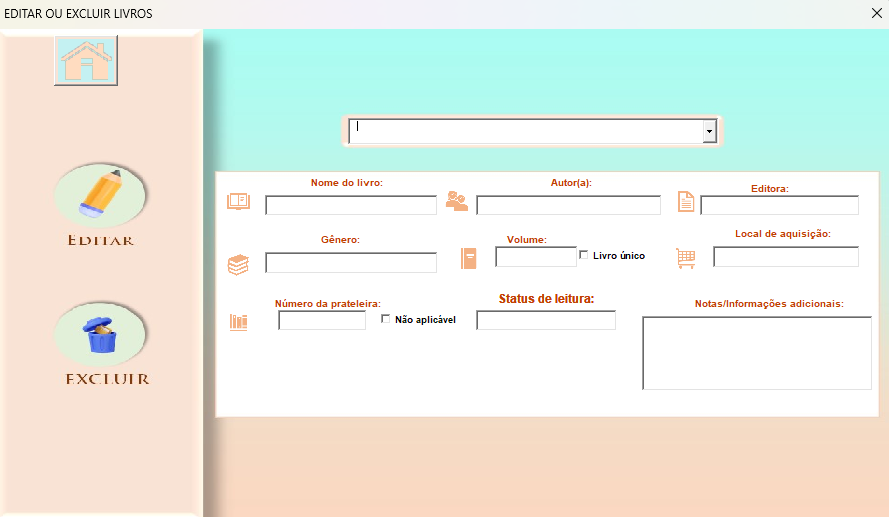 EDITAR OU EXCLUIR LIVROS
EDITAR
EXCLUIR
Nome do livro:
Autor(a):
Editora:
Gênero:
Volume:
Livro único
Local de aquisição:
Número da prateleira:
Não aplicável
Status de leitura:
Notas/Informações adicionais: